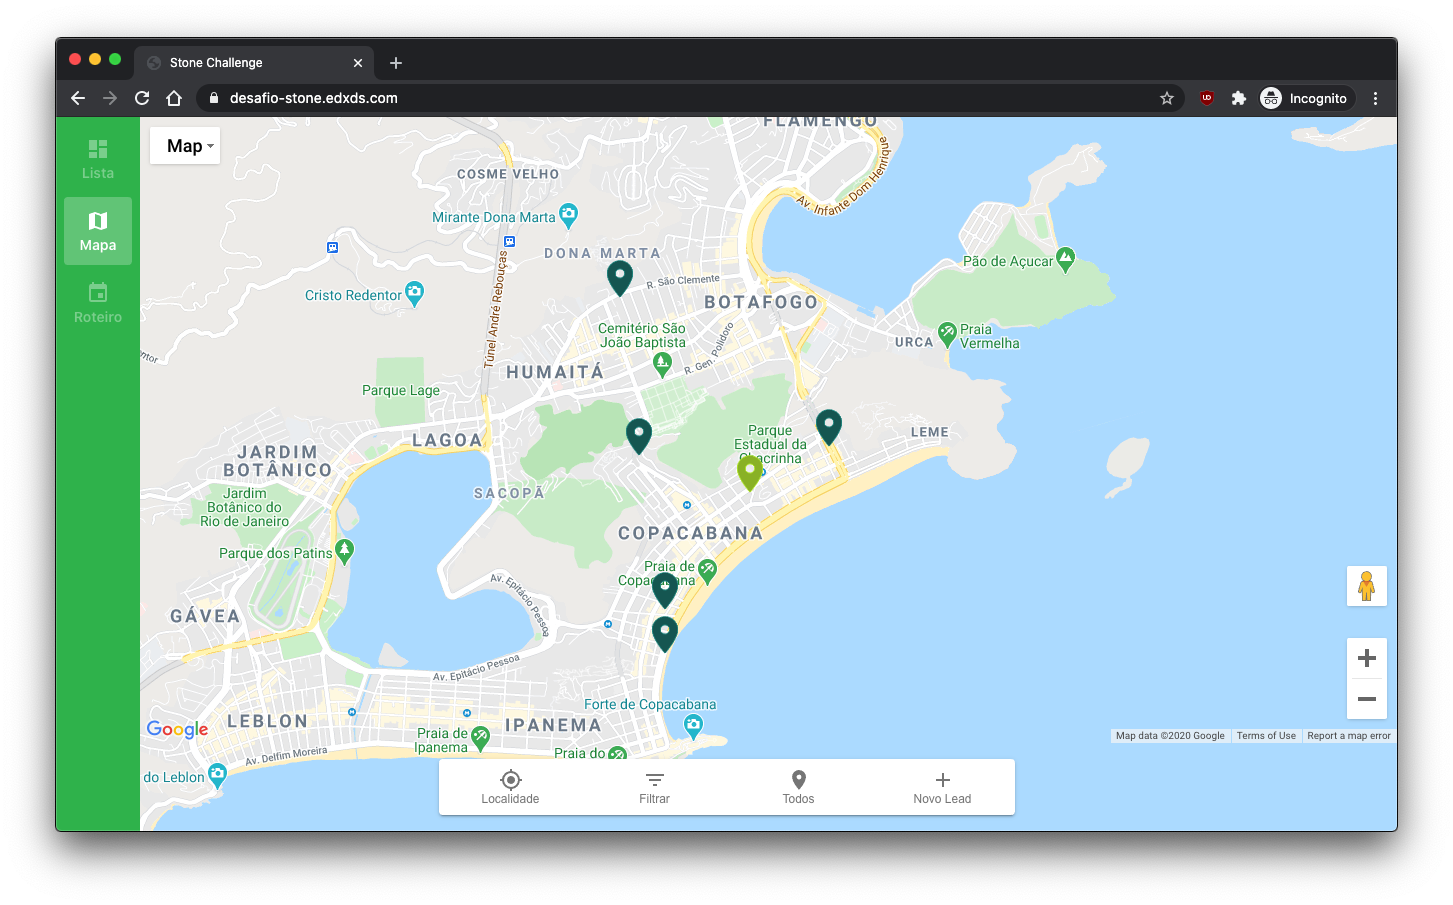 Stone Challenge
desafio-stone.edxds.com
Incognito
Lista
Mapa
Roteiro
Map
FLAMENGO
COSME VELHO
Av. Infante Dom Henrique
Mirante Dona Marta
DONA MARTA
R. São Clemente
Pão de Açucar
Cristo Redentor
Túnel André Rebouças
BOTAFOGO
Cemitério São
João Baptista
R. Gen. Polidoro
URCA
Praia
Vermelha
HUMAITÁ
Parque Lage
LAGOA
Parque
Estadual da
Chacrinha
LEME
JARDIM
BOTÂNICO
SACOPÃ
Jardim
Botânico do
Rio de Janeiro
COPACABANA
Parque dos Patins
Praia de
Copacabana
Av. Epitácio Pessoa
GÁVEA
Av. Epitácio Pessoa
Forte de Copacabana
Google
LEBLON
IPANEMA
Praia de
Ipanema
Praia do
Av. Delfim Moreira
do Leblon
Map data ©2020 Google
Terms of Use
Report a map error
Localidade
Filtrar
Todos
Novo Lead